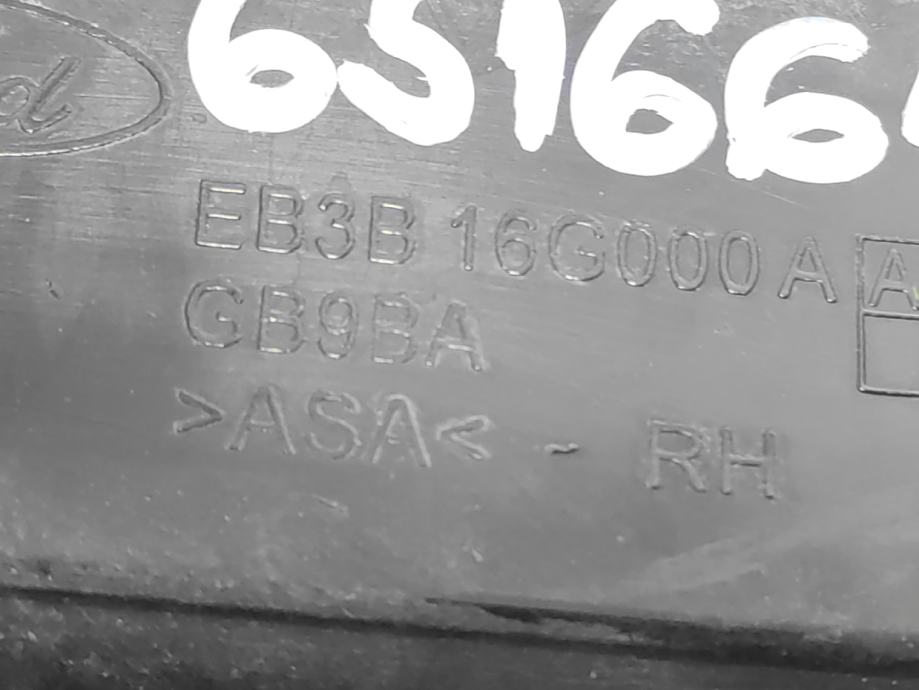 65166
EB3B 16G000 A A
GB9BA
>ASA< - RH